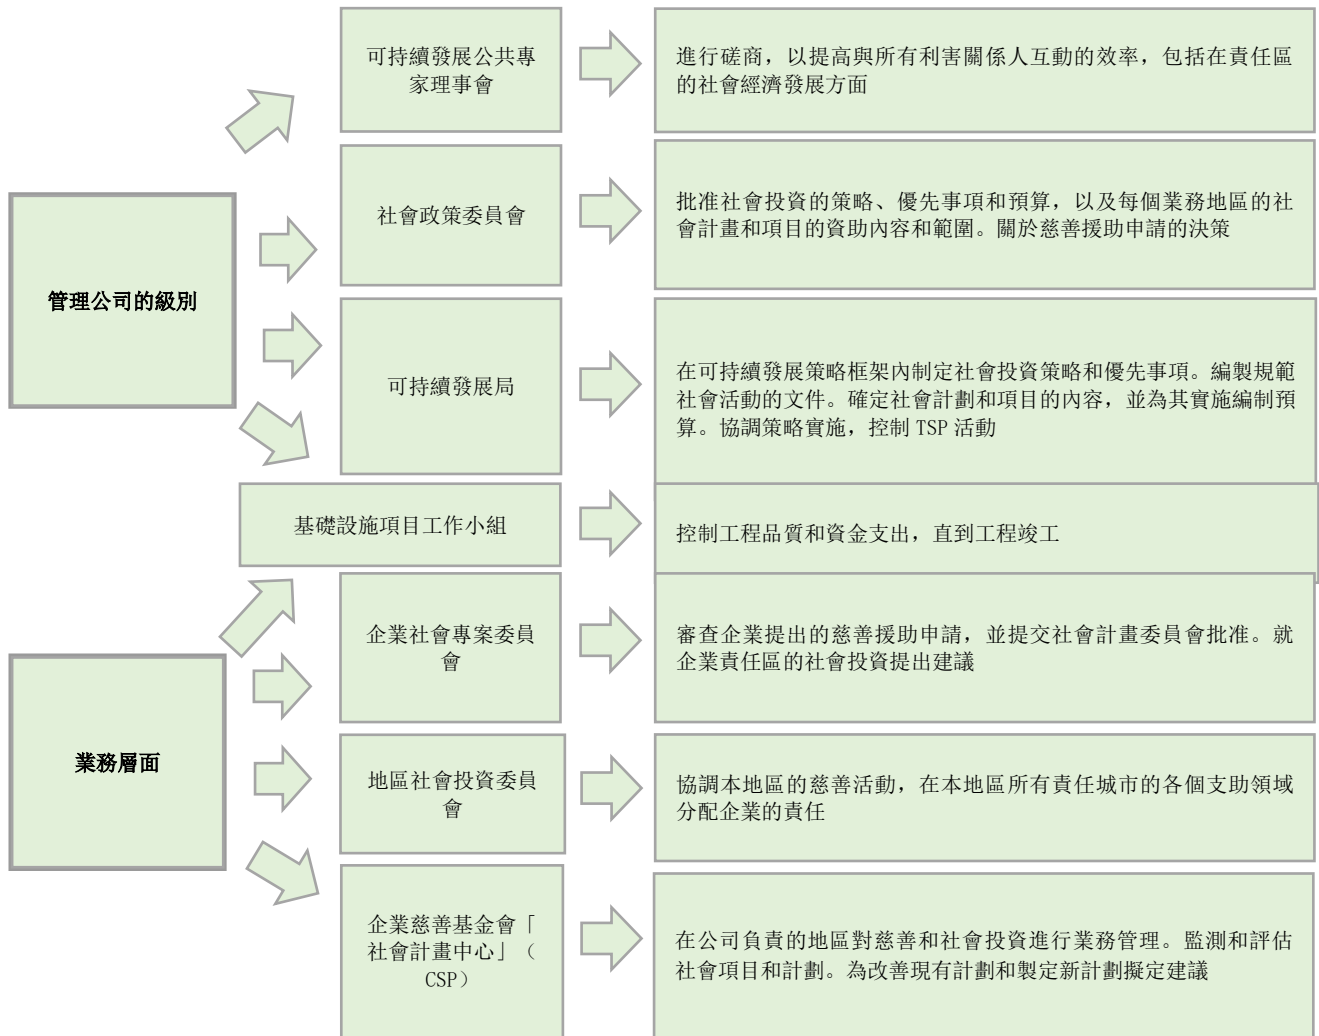 可持續發展公共專
家理事會
進行磋商，以提高與所有利害關係人互動的效率，包括在責任區
的社會經濟發展方面
管理公司的級別
社會政策委員會
批准社會投資的策略、優先事項和預算，以及每個業務地區的社
會計畫和項目的資助內容和範圍。關於慈善援助申請的決策
可持續發展局
在可持續發展策略框架內制定社會投資策略和優先事項。編製規範
社會活動的文件。確定社會計劃和項目的內容，並為其實施編制預
算。協調策略實施，控制 TSP 活動
基礎設施項目工作小組
控制工程品質和資金支出，直到工程竣工
業務層面
企業社會專案委員
會
審查企業提出的慈善援助申請，並提交社會計畫委員會批准。就
企業責任區的社會投資提出建議
地區社會投資委員
會
協調本地區的慈善活動，在本地區所有責任城市的各個支助領域
分配企業的責任
企業慈善基金會「
社會計畫中心」（
CSP）
在公司負責的地區對慈善和社會投資進行業務管理。監測和評估
社會項目和計劃。為改善現有計劃和製定新計劃擬定建議